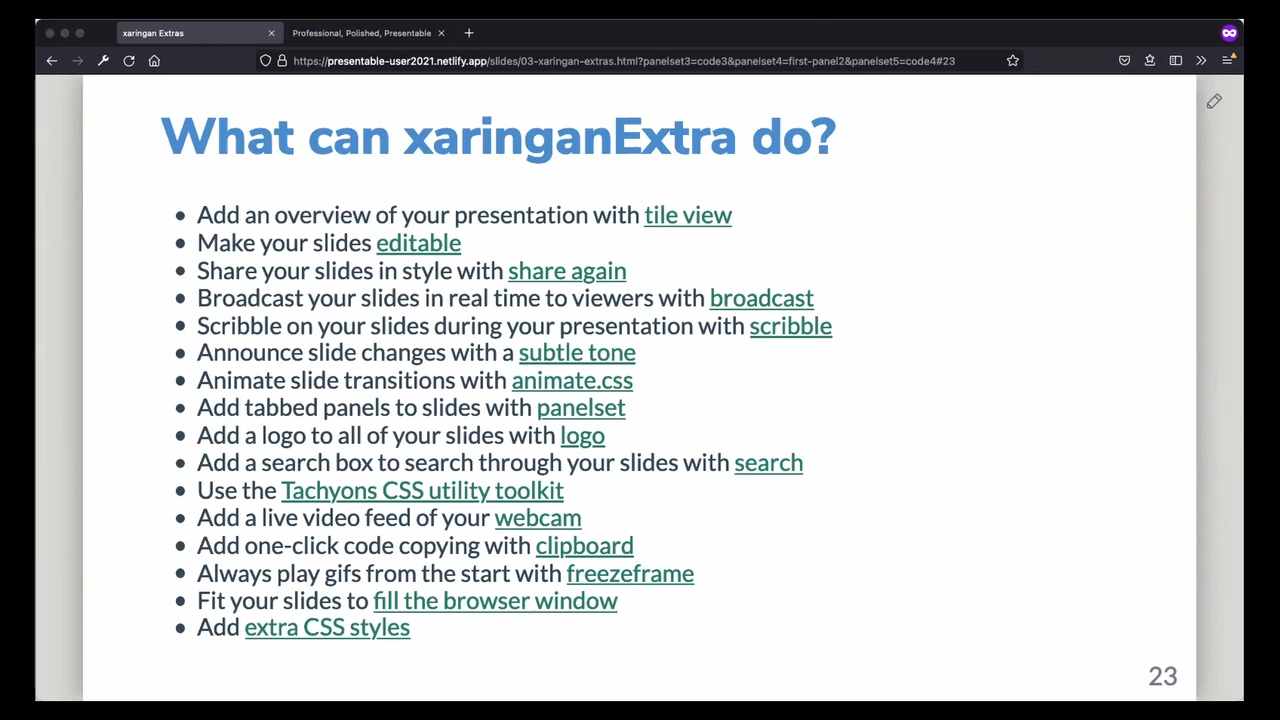 xaringan Extras
Professional, Polished, Presentable
https://presentable-user2021.netlify.app/slides/03-xaringan-extras.html?panelset3=code3&panelset4=first-panel2&panelset5=code4#23
What can xaringanExtra do?
• Add an overview of your presentation with tile view
• Make your slides editable
• Share your slides in style with share again
• Broadcast your slides in real time to viewers with broadcast
• Scribble on your slides during your presentation with scribble
• Announce slide changes with a subtle tone
• Animate slide transitions with animate.css
• Add tabbed panels to slides with panelset
• Add a logo to all of your slides with logo
• Add a search box to search through your slides with search
• Use the Tachyons CSS utility toolkit
• Add a live video feed of your webcam
• Add one-click code copying with clipboard
• Always play gifs from the start with freezeframe
• Fit your slides to fill the browser window
• Add extra CSS styles
23